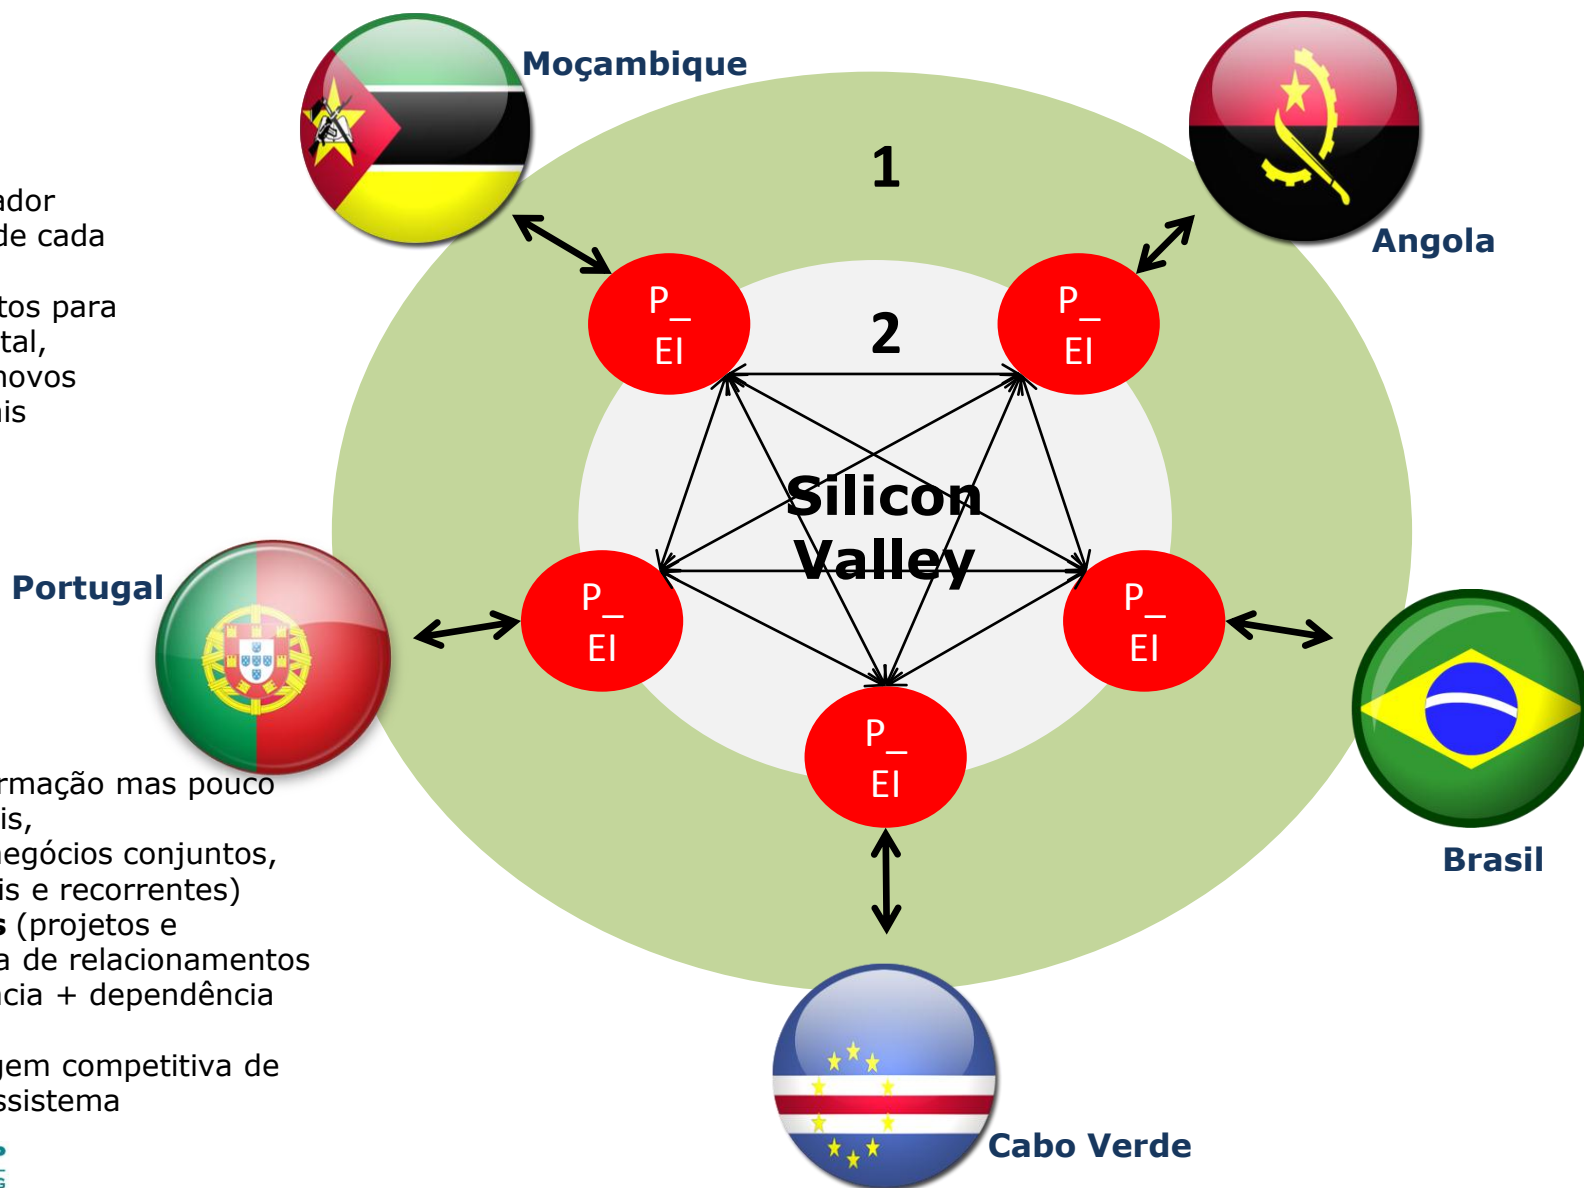 Moçambique
1
Angola
ador
de cada
tos para
tal,
novos
is
P_
EI
P_
EI
2
Silicon
Valley
Portugal
P_
EI
P_
EI
P_
EI
rmação mas pouco
is,
negócios conjuntos,
is e recorrentes)
s (projetos e
a de relacionamentos
ncia + dependência
gem competitiva de
ssistema
Brasil
Cabo Verde